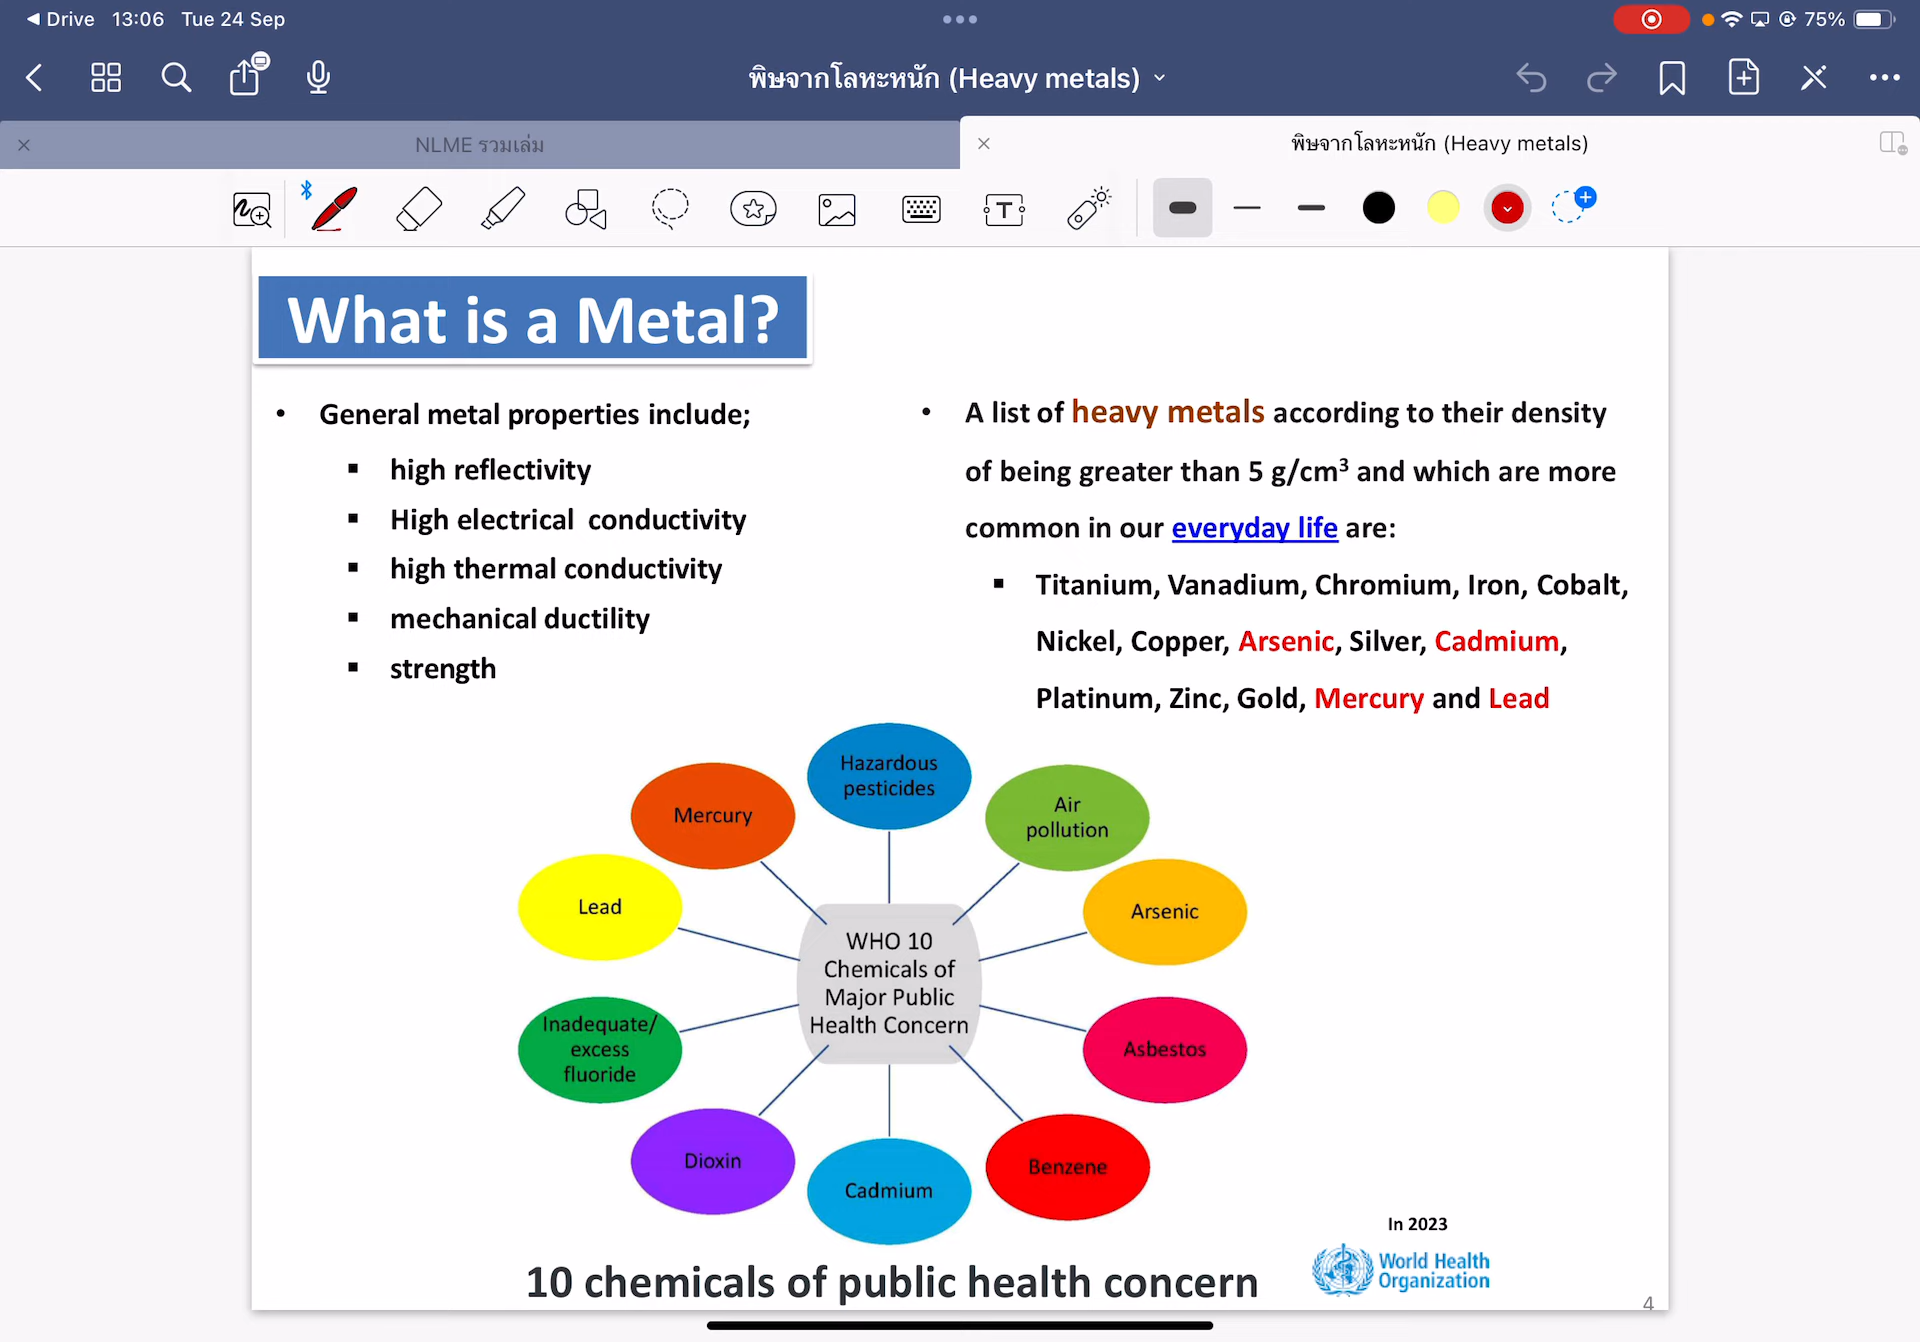 Drive 13:06 Tue 24 Sep
75%
พิษจากโลหะหนัก (Heavy metals)
NLME รวมเล่ม
พิษจากโลหะหนัก (Heavy metals)
What is a Metal?
• General metal properties include;
▪ high reflectivity
▪ High electrical conductivity
▪ high thermal conductivity
▪ mechanical ductility
▪ strength
• A list of heavy metals according to their density
of being greater than 5 g/cm³ and which are more
common in our everyday life are:
▪ Titanium, Vanadium, Chromium, Iron, Cobalt,
Nickel, Copper, Arsenic, Silver, Cadmium,
Platinum, Zinc, Gold, Mercury and Lead
Hazardous
pesticides
Air
pollution
Arsenic
Asbestos
Benzene
Cadmium
Dioxin
Inadequate/
excess
fluoride
Lead
Mercury
WHO 10
Chemicals of
Major Public
Health Concern
In 2023
World Health
Organization
10 chemicals of public health concern
4